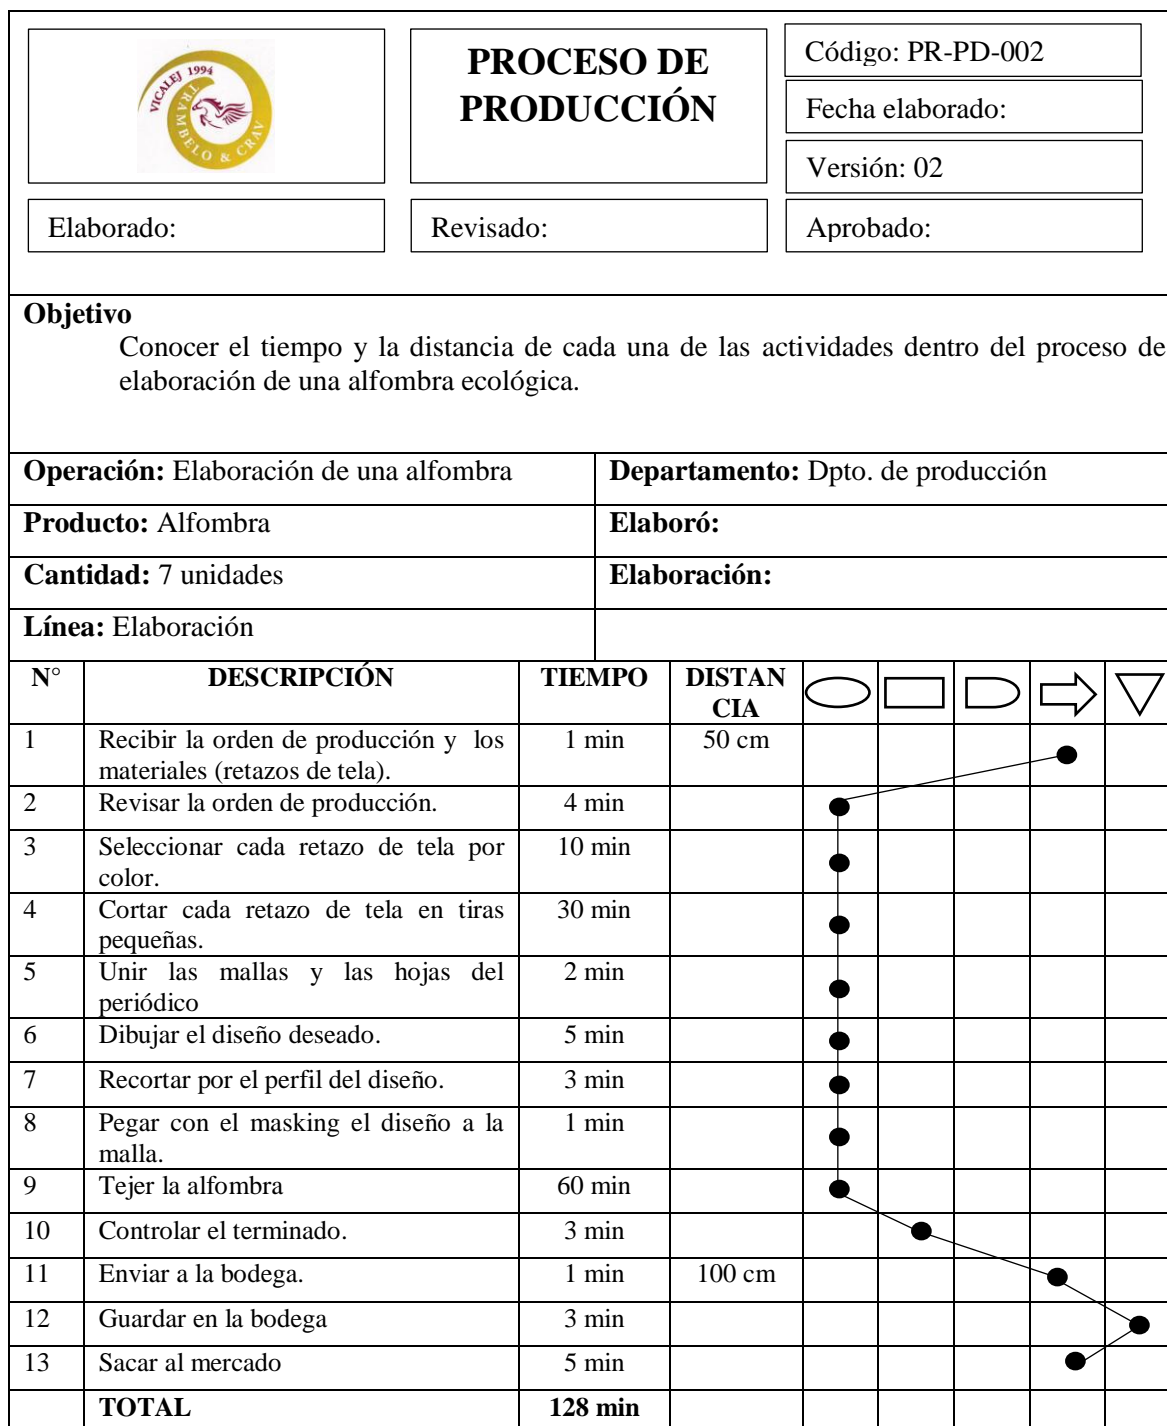 VICALEJ 1994
TRAMBELO & CRAV
PROCESO DE
PRODUCCIÓN
Código: PR-PD-002
Fecha elaborado:
Versión: 02
Elaborado:
Revisado:
Aprobado:
Objetivo
Conocer el tiempo y la distancia de cada una de las actividades dentro del proceso de
elaboración de una alfombra ecológica.
Operación: Elaboración de una alfombra
Departamento: Dpto. de producción
Producto: Alfombra
Elaboró:
Cantidad: 7 unidades
Elaboración:
Línea: Elaboración
N° DESCRIPCIÓN TIEMPO DISTAN
CIA
1 Recibir la orden de producción y los 1 min 50 cm
materiales (retazos de tela).
2 Revisar la orden de producción. 4 min
3 Seleccionar cada retazo de tela por 10 min
color.
4 Cortar cada retazo de tela en tiras 30 min
pequeñas.
5 Unir las mallas y las hojas del 2 min
periódico
6 Dibujar el diseño deseado. 5 min
7 Recortar por el perfil del diseño. 3 min
8 Pegar con el masking el diseño a la 1 min
malla.
9 Tejer la alfombra 60 min
10 Controlar el terminado. 3 min
11 Enviar a la bodega. 1 min 100 cm
12 Guardar en la bodega 3 min
13 Sacar al mercado 5 min
TOTAL 128 min